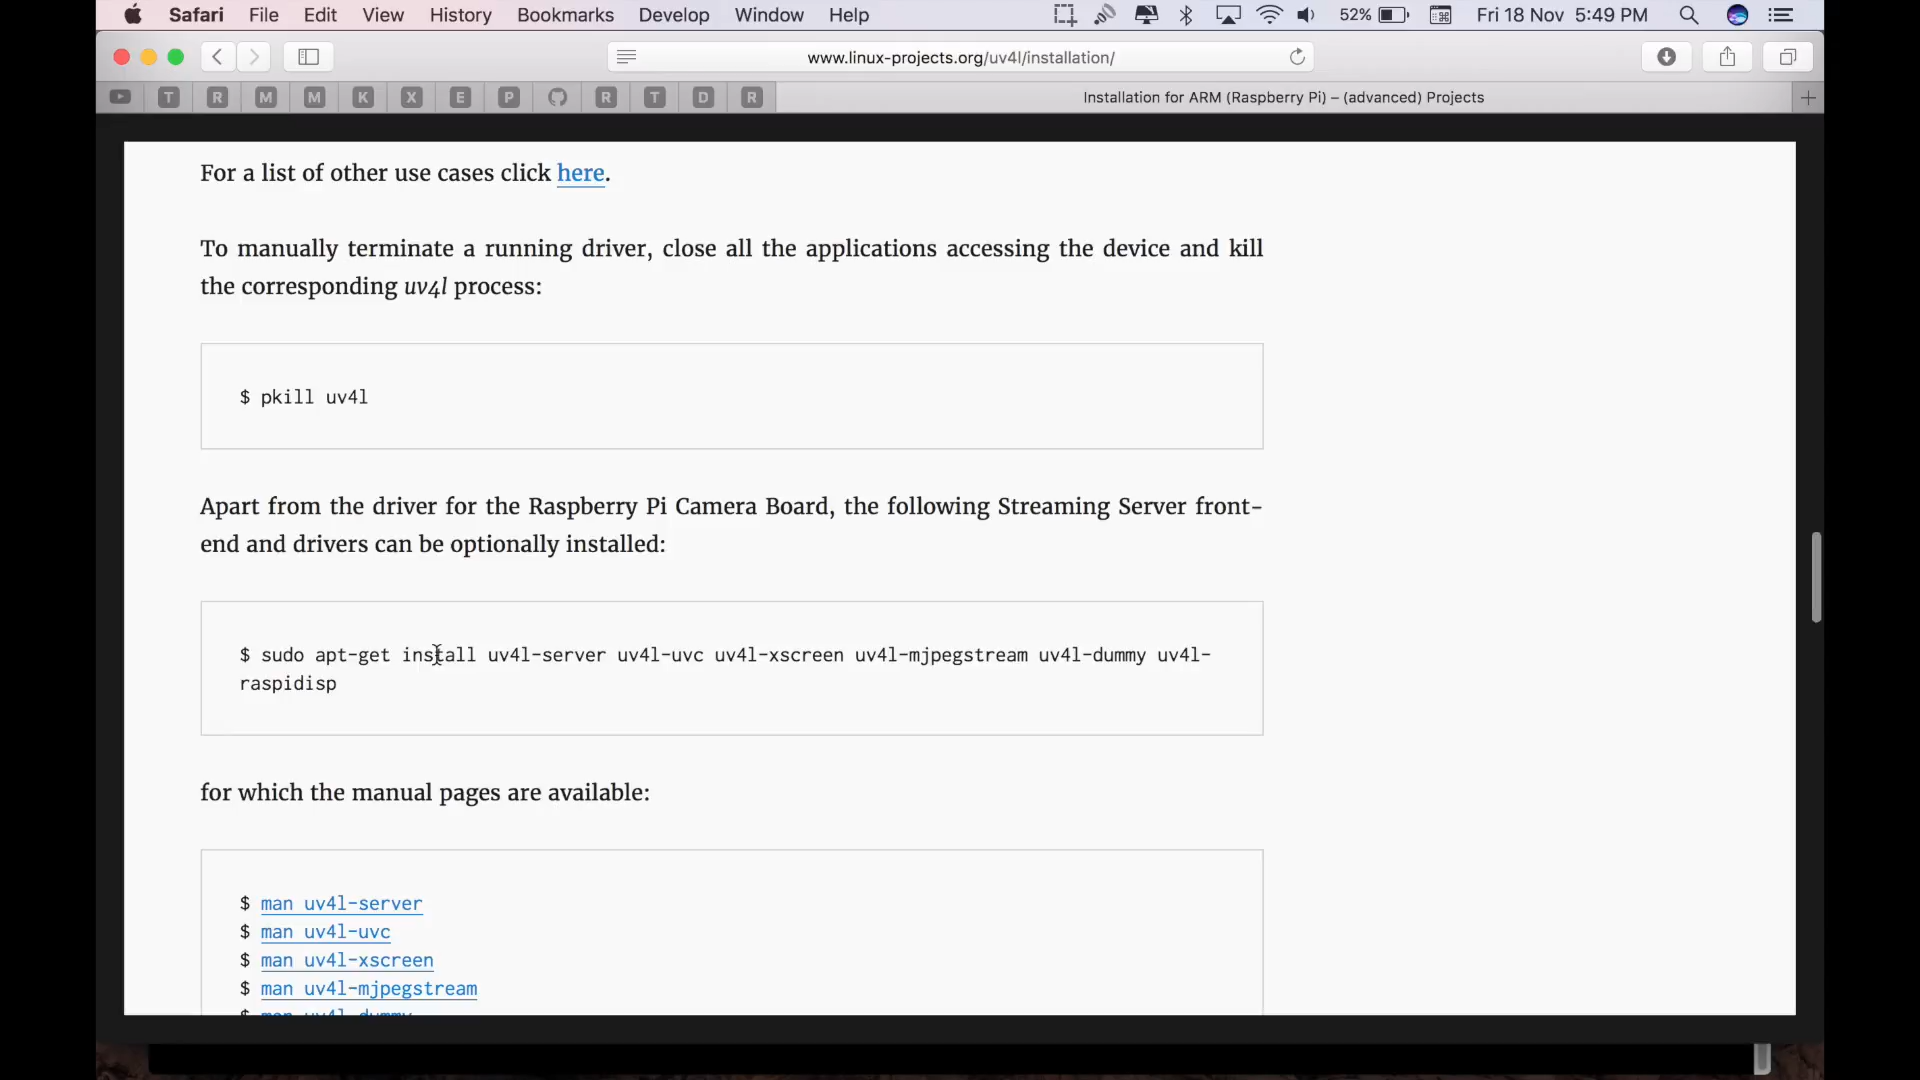 Safari File Edit View History Bookmarks Develop Window Help 52% Fri 18 Nov 5:49 PM
www.linux-projects.org/uv4l/installation/
T R M M K X E P R T D R Installation for ARM (Raspberry Pi) – (advanced) Projects
For a list of other use cases click here.
To manually terminate a running driver, close all the applications accessing the device and kill
the corresponding uv4l process:
$ pkill uv4l
Apart from the driver for the Raspberry Pi Camera Board, the following Streaming Server front-
end and drivers can be optionally installed:
$ sudo apt-get install uv4l-server uv4l-uvc uv4l-xscreen uv4l-mjpegstream uv4l-dummy uv4l-
raspidisp
for which the manual pages are available:
$ man uv4l-server
$ man uv4l-uvc
$ man uv4l-xscreen
$ man uv4l-mjpegstream
$ man uv4l-dummy